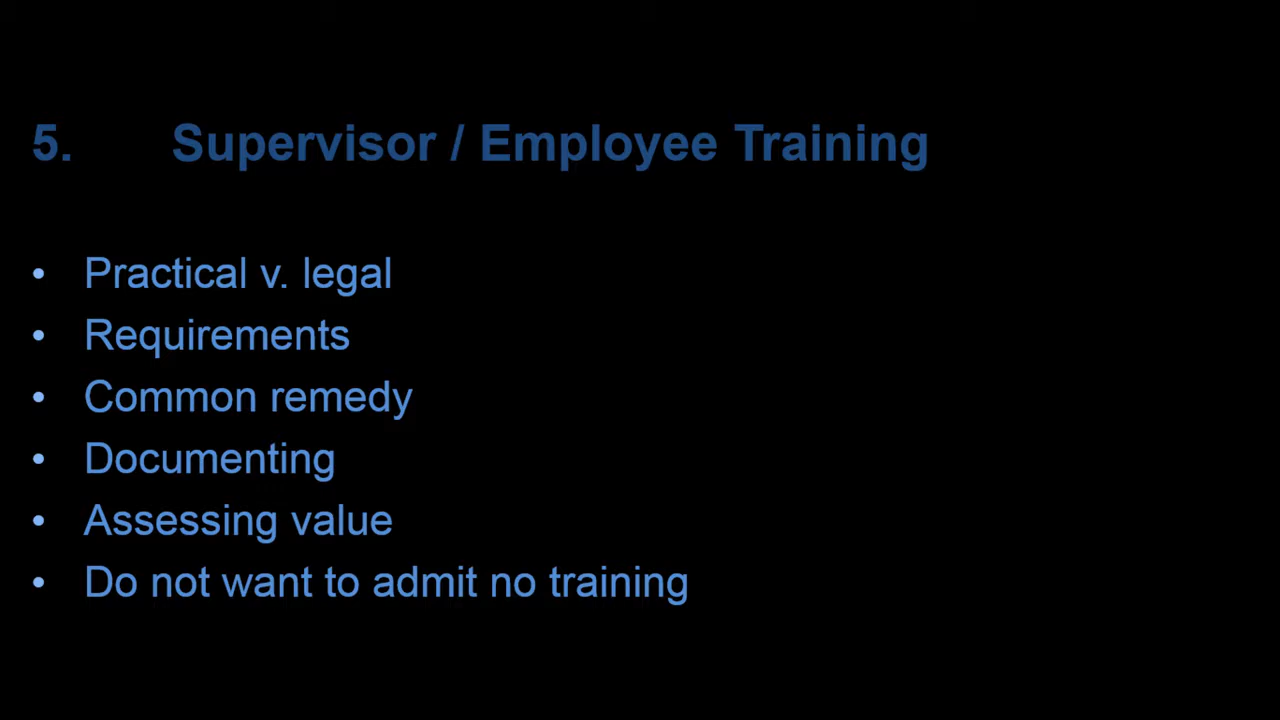 5. Supervisor / Employee Training
• Practical v. legal
• Requirements
• Common remedy
• Documenting
• Assessing value
• Do not want to admit no training